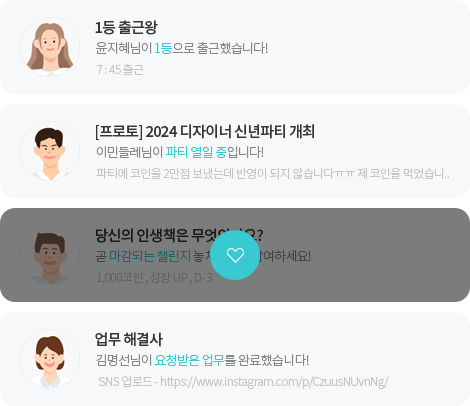 1등 출근왕
윤지혜님이 1등으로 출근했습니다!
7 : 45 출근
[프로토] 2024 디자이너 신년파티 개최
이민들레님이 파티 열일 중입니다!
파티에 코인을 2만점 보냈는데 반영이 되지 않습니다ㅠㅠ 제 코인을 먹었습니..
당신의 인생책은 무엇인가요?
곧 마감되는 챌린지 놓치 참여하세요!
1,000코인 , 성장 UP , D-3
업무 해결사
김명선님이 요청받은 업무를 완료했습니다!
SNS 업로드 - https://www.instagram.com/p/CzuusNUvnNg/